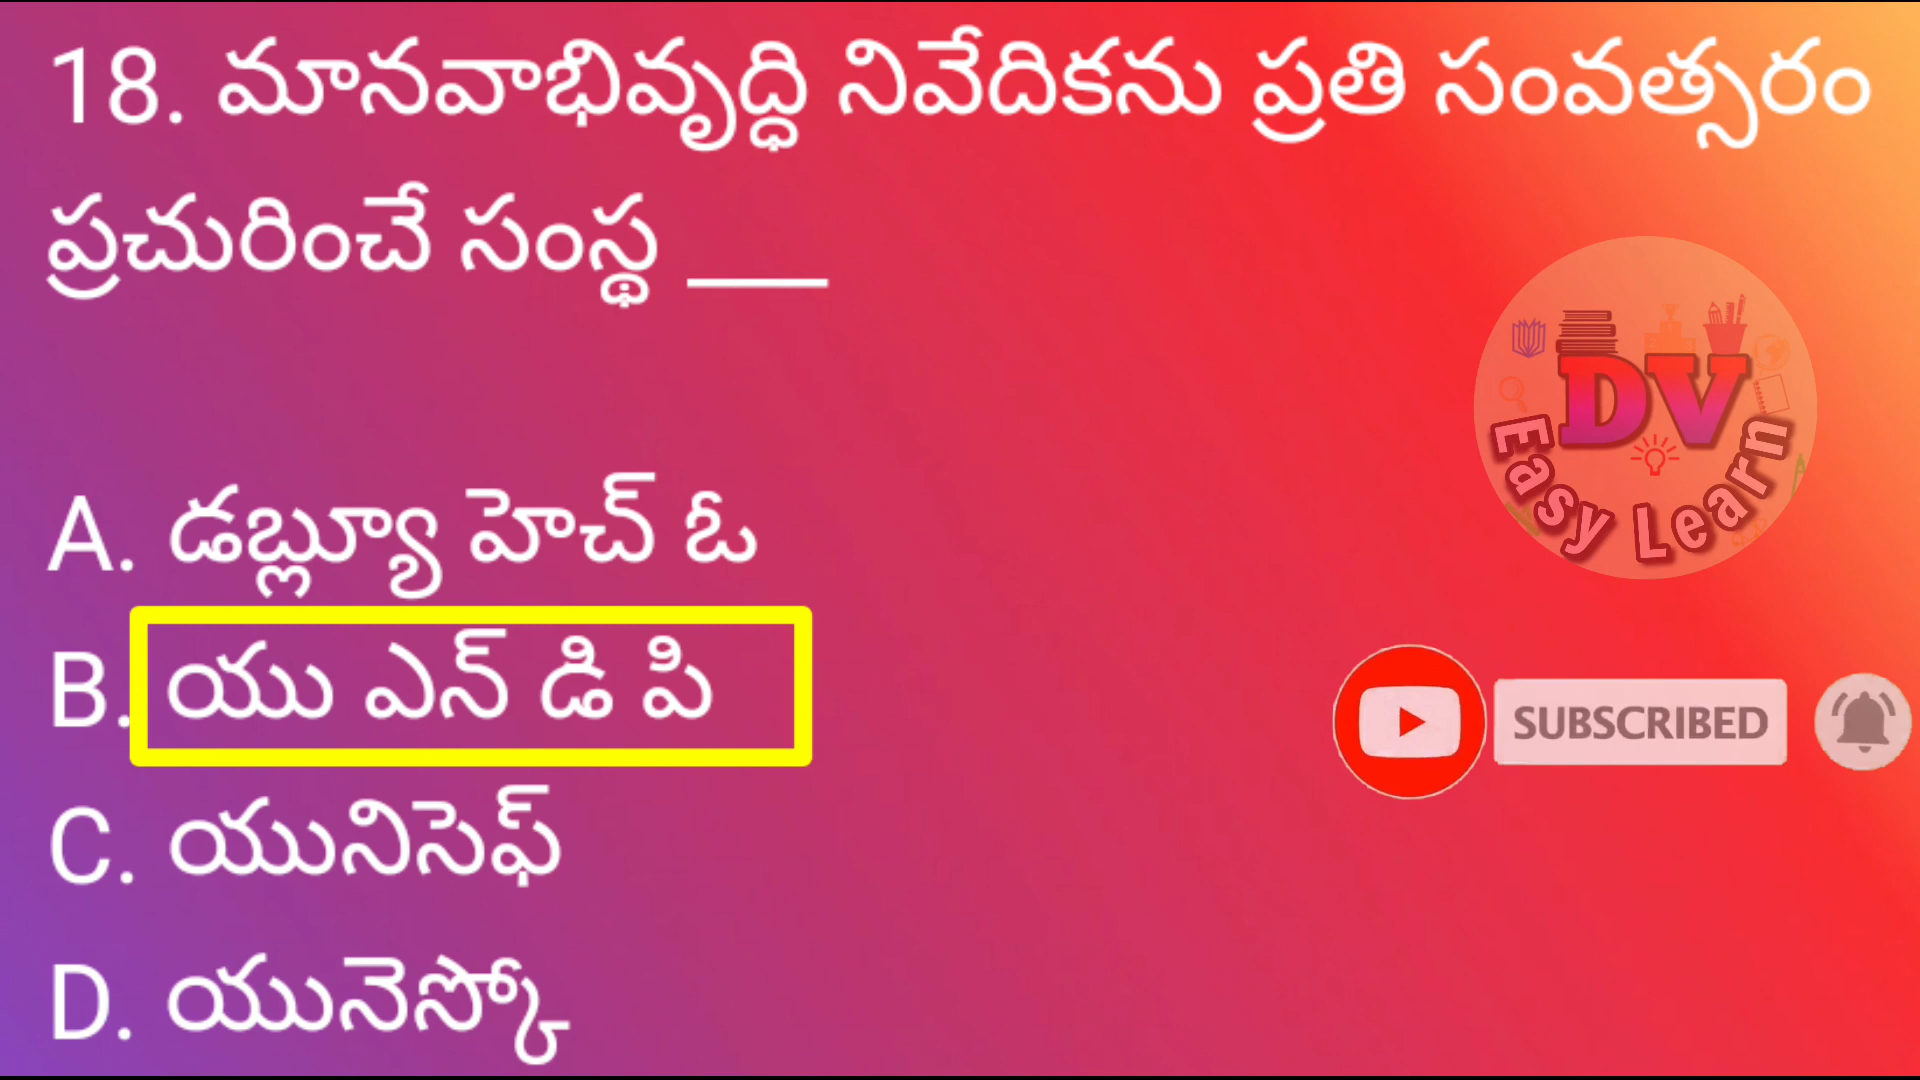 18. మానవాభివృద్ధి నివేదికను ప్రతి సంవత్సరం
ప్రచురించే సంస్థ ___
A. డబ్ల్యూ హెచ్ ఓ
B. యు ఎన్ డి పి
C. యునిసెఫ్
D. యునెస్కో
DV
Easy Learn
SUBSCRIBED